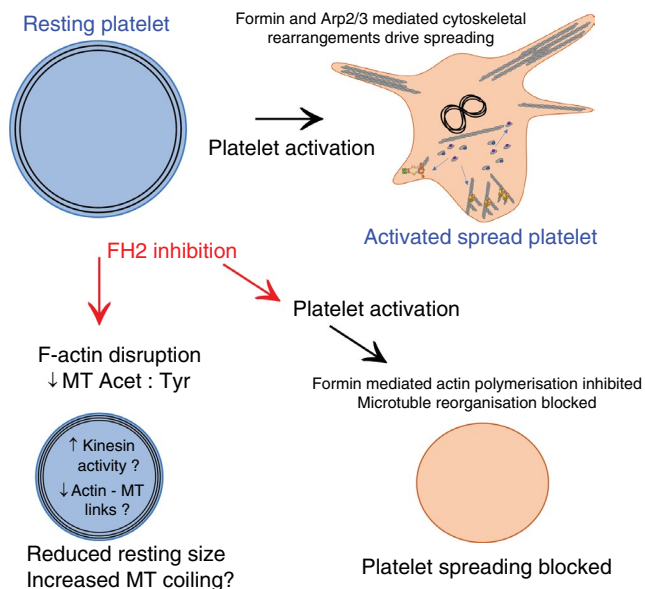 Resting platelet
Formin and Arp2/3 mediated cytoskeletal
rearrangements drive spreading
Platelet activation
Activated spread platelet
FH2 inhibition
Platelet activation
F-actin disruption
↓ MT Acet : Tyr
Formin mediated actin polymerisation inhibited
Microtuble reorganisation blocked
↑ Kinesin
activity ?
↓ Actin - MT
links ?
Reduced resting size
Increased MT coiling?
Platelet spreading blocked